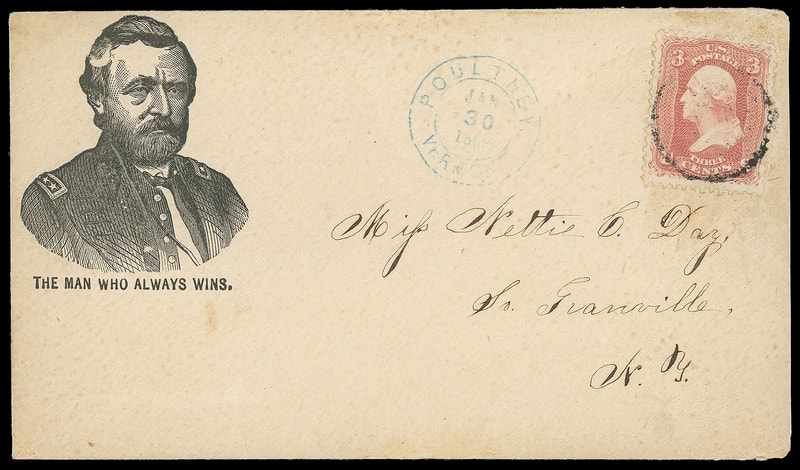 THE MAN WHO ALWAYS WINS.
POULTNEY
JAN
30
VERMONT
3 U.S. 3
POSTAGE
THREE
CENTS
Miss Nettie C. Day,
So. Granville,
N. Y.